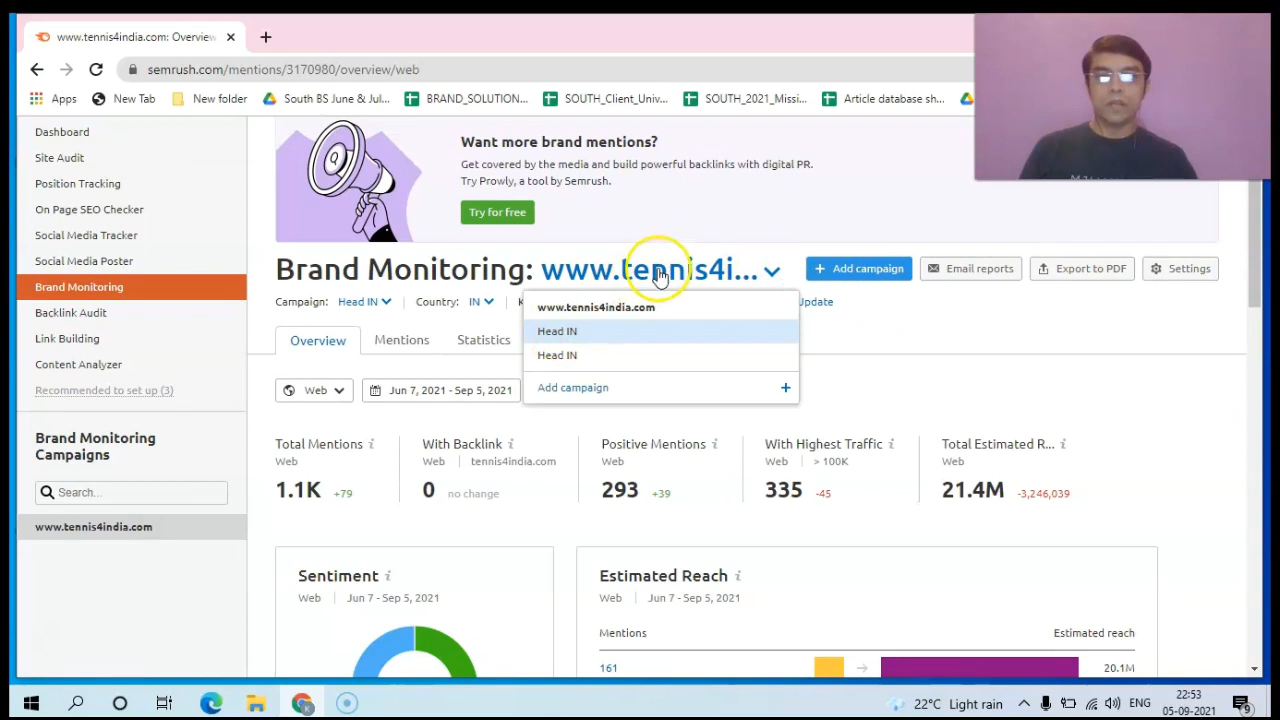 www.tennis4india.com: Overview
semrush.com/mentions/3170980/overview/web
Apps
New Tab
New folder
South BS June & Jul...
BRAND_SOLUTION...
SOUTH_Client_Univ...
SOUTH_2021_Missi...
Article database sh...
Dashboard
Site Audit
Position Tracking
On Page SEO Checker
Social Media Tracker
Social Media Poster
Brand Monitoring
Backlink Audit
Link Building
Content Analyzer
Recommended to set up (3)
Brand Monitoring
Campaigns
Search...
www.tennis4india.com
Want more brand mentions?
Get covered by the media and build powerful backlinks with digital PR.
Try Prowly, a tool by Semrush.
Try for free
Brand Monitoring: www.tennis4i...
+ Add campaign
Email reports
Export to PDF
Settings
Campaign: Head IN
Country: IN
Update
www.tennis4india.com
Head IN
Head IN
Add campaign +
Overview
Mentions
Statistics
Web
Jun 7, 2021 - Sep 5, 2021
Total Mentions
Web
1.1K +79
With Backlink
Web | tennis4india.com
0 no change
Positive Mentions
Web
293 +39
With Highest Traffic
Web | > 100K
335 -45
Total Estimated R...
Web
21.4M -3,246,039
Sentiment
Web | Jun 7 - Sep 5, 2021
Estimated Reach
Web | Jun 7 - Sep 5, 2021
Mentions
Estimated reach
161
20.1M
22°C Light rain
ENG
22:53
05-09-2021
9